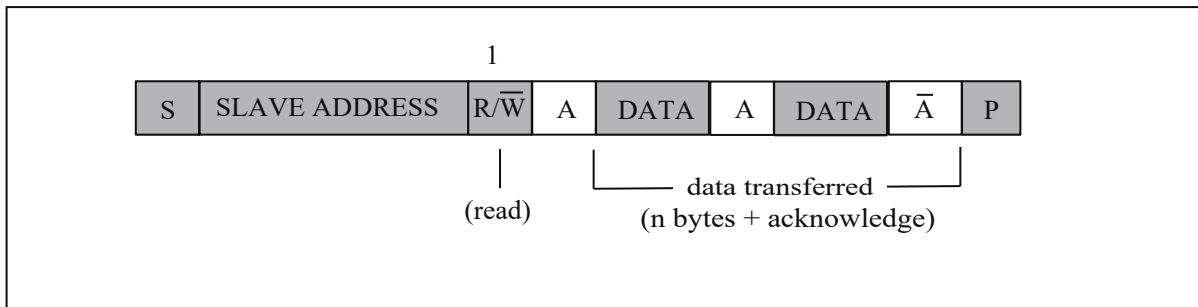 1
S SLAVE ADDRESS R/W̅ A DATA A DATA A̅ P
data transferred
(read) (n bytes + acknowledge)